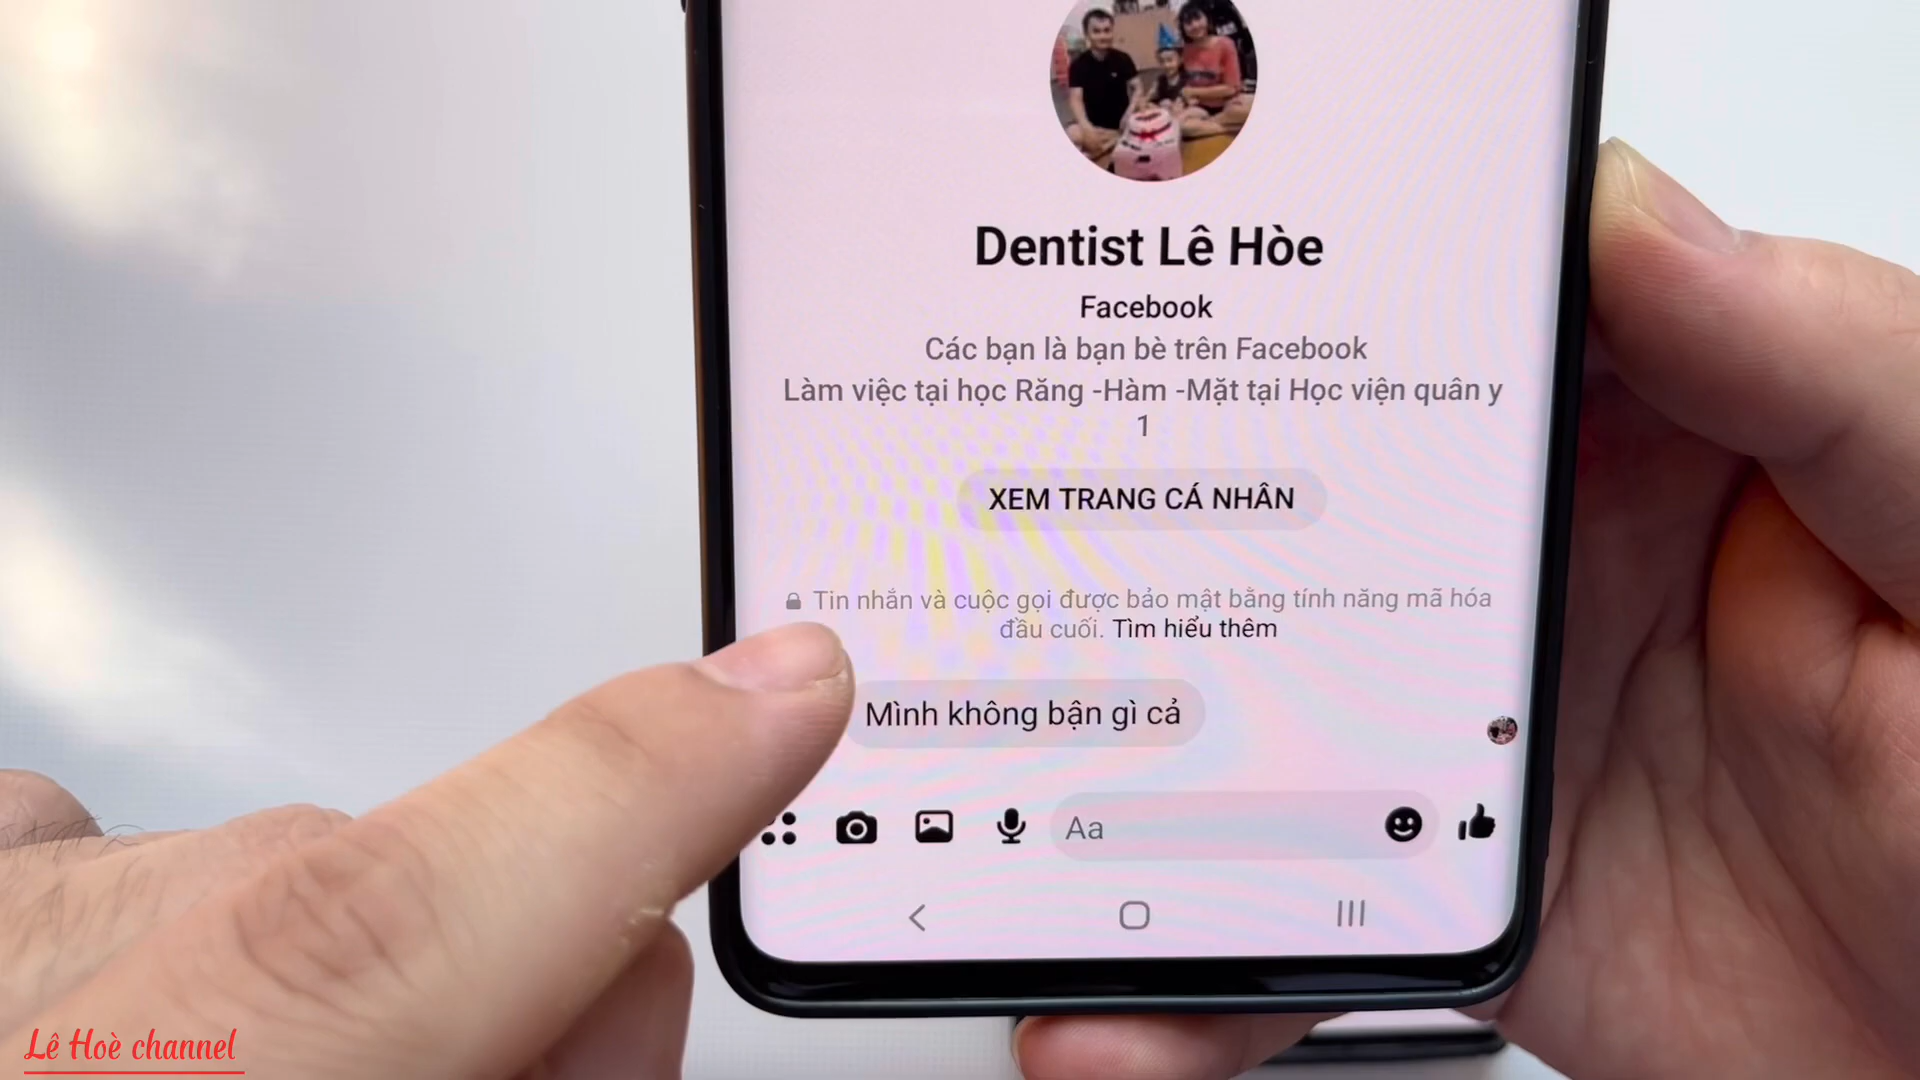 Dentist Lê Hòe
Facebook
Các bạn là bạn bè trên Facebook
Làm việc tại học Răng -Hàm -Mặt tại Học viện quân y
1
XEM TRANG CÁ NHÂN
Tin nhắn và cuộc gọi được bảo mật bằng tính năng mã hóa
đầu cuối. Tìm hiểu thêm
Mình không bận gì cả
Aa
Lê Hoè channel